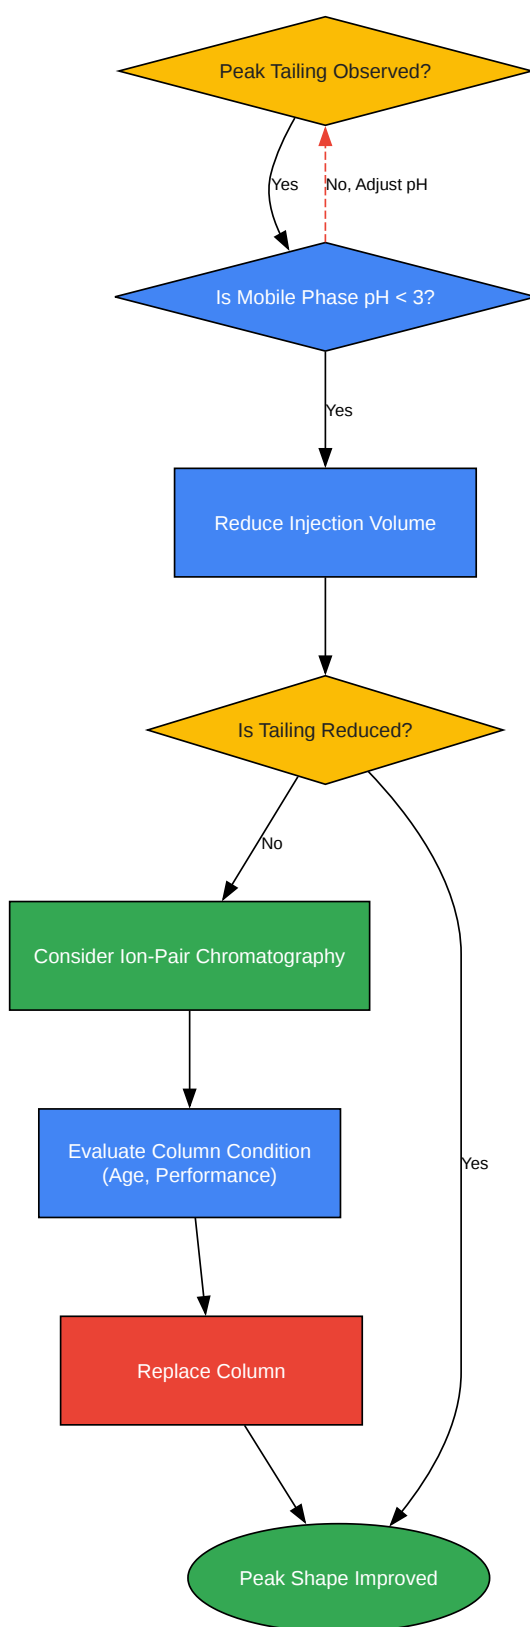 Peak Tailing Observed?
Yes
No, Adjust pH
Is Mobile Phase pH < 3?
Yes
Reduce Injection Volume
Is Tailing Reduced?
No
Consider Ion-Pair Chromatography
Evaluate Column Condition
(Age, Performance)
Yes
Replace Column
Peak Shape Improved